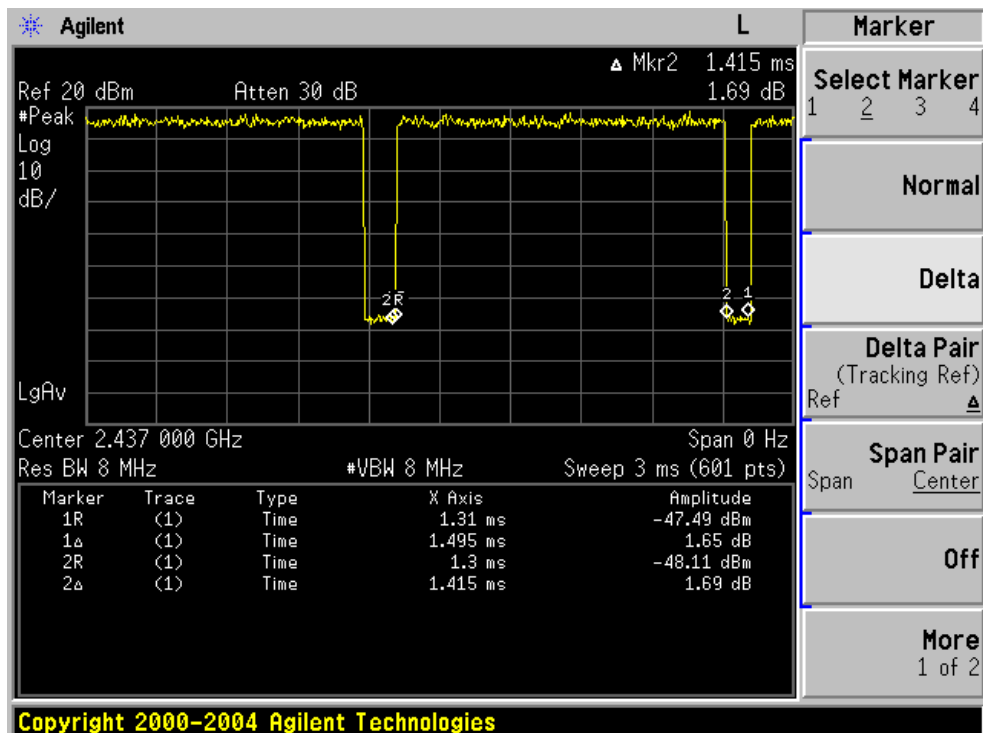 Agilent L
Marker
Δ Mkr2 1.415 ms
Ref 20 dBm Atten 30 dB 1.69 dB
#Peak
Log
10
dB/
2 R
2 1
LgAv
Center 2.437 000 GHz Span 0 Hz
Res BW 8 MHz #VBW 8 MHz Sweep 3 ms (601 pts)
Marker Trace Type X Axis Amplitude
1R (1) Time 1.31 ms -47.49 dBm
1Δ (1) Time 1.495 ms 1.65 dB
2R (1) Time 1.3 ms -48.11 dBm
2Δ (1) Time 1.415 ms 1.69 dB
Select Marker
1 2 3 4
Normal
Delta
Delta Pair
(Tracking Ref)
Ref Δ
Span Pair
Span Center
Off
More
1 of 2
Copyright 2000-2004 Agilent Technologies